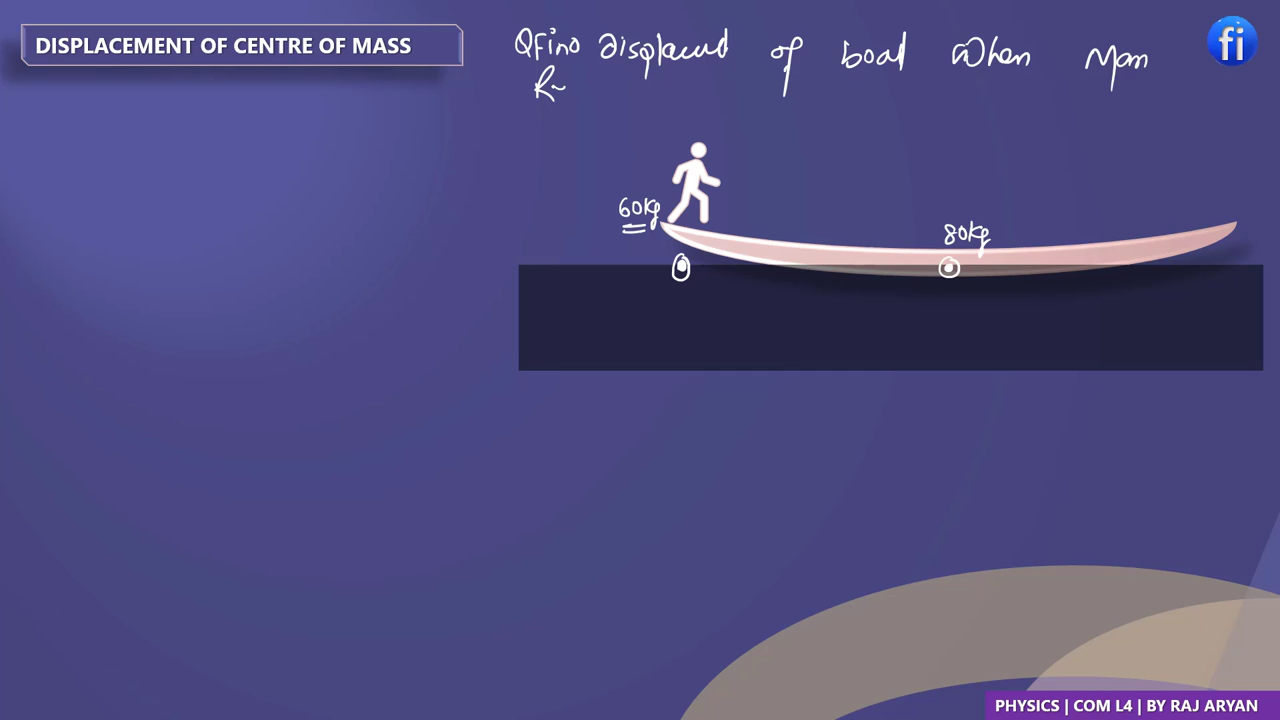 DISPLACEMENT OF CENTRE OF MASS
fi
Q Find displacement of boat when Man
60kg
80kg
PHYSICS | COM L4 | BY RAJ ARYAN